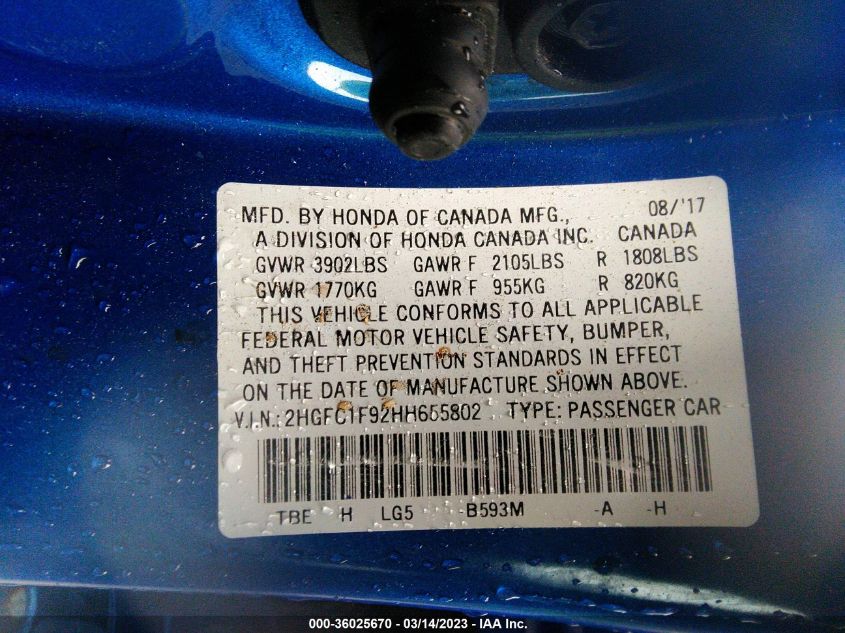 MFD. BY HONDA OF CANADA MFG., 08/'17
A DIVISION OF HONDA CANADA INC. CANADA
GVWR 3902LBS GAWR F 2105LBS R 1808LBS
GVWR 1770KG GAWR F 955KG R 820KG
THIS VEHICLE CONFORMS TO ALL APPLICABLE
FEDERAL MOTOR VEHICLE SAFETY, BUMPER,
AND THEFT PREVENTION STANDARDS IN EFFECT
ON THE DATE OF MANUFACTURE SHOWN ABOVE.
V.I.N.: 2HGFC1F92HH655802 TYPE: PASSENGER CAR
TBE H LG5 -B593M -A -H
000-36025670 - 03/14/2023 - IAA Inc.